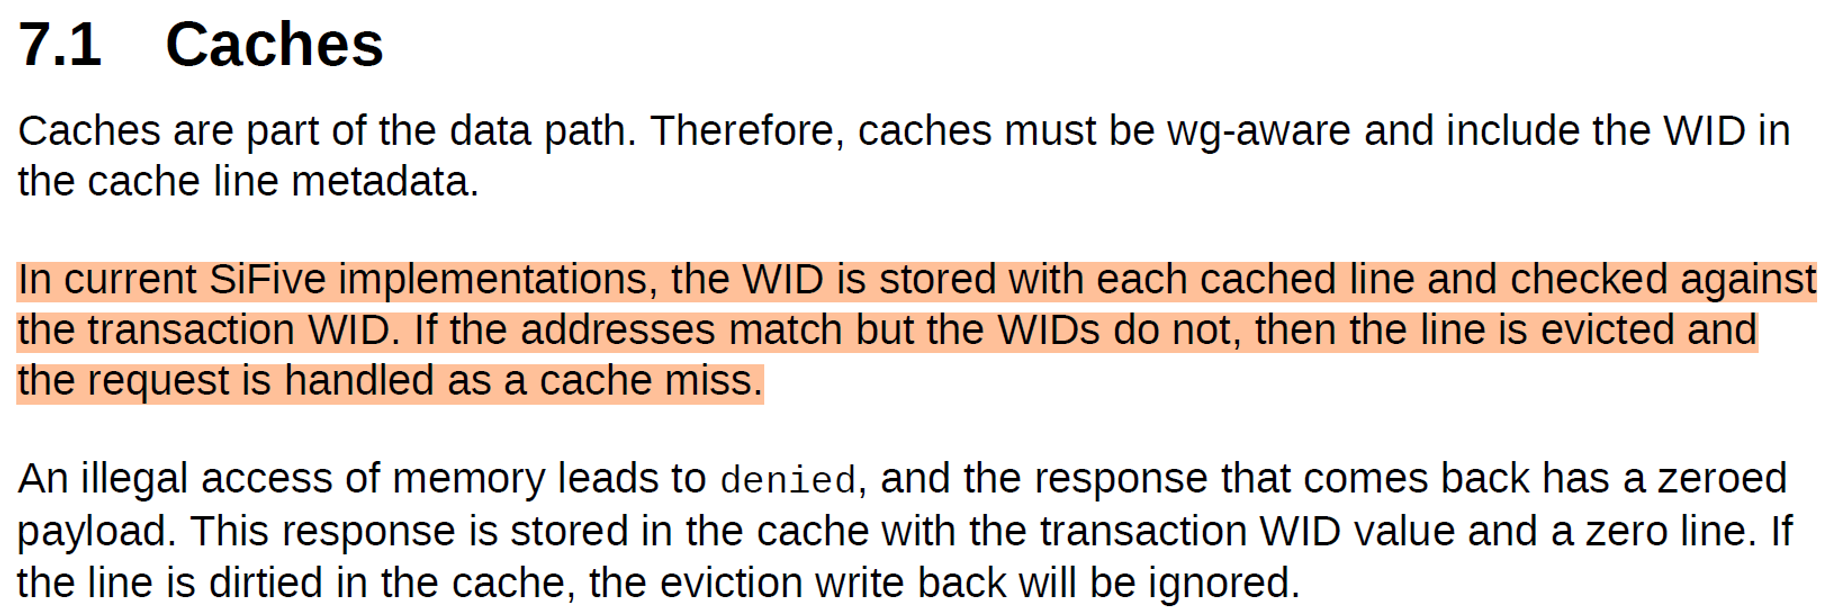 7.1 Caches
Caches are part of the data path. Therefore, caches must be wg-aware and include the WID in
the cache line metadata.
In current SiFive implementations, the WID is stored with each cached line and checked against
the transaction WID. If the addresses match but the WIDs do not, then the line is evicted and
the request is handled as a cache miss.
An illegal access of memory leads to denied, and the response that comes back has a zeroed
payload. This response is stored in the cache with the transaction WID value and a zero line. If
the line is dirtied in the cache, the eviction write back will be ignored.